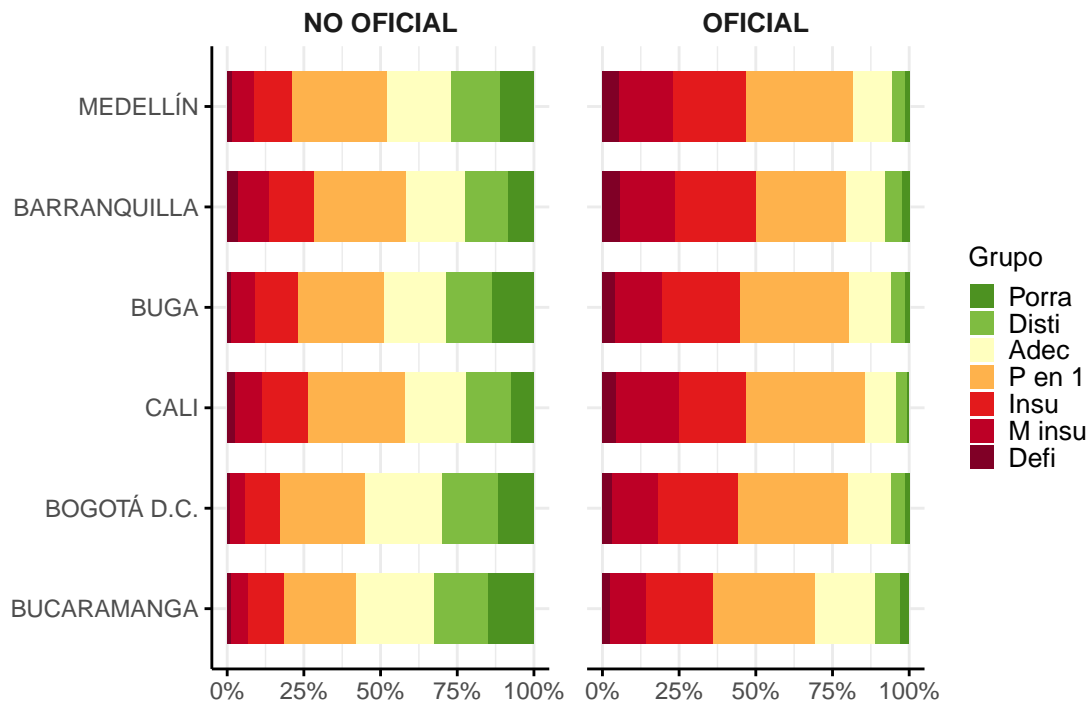 NO OFICIAL
OFICIAL
MEDELLÍN
BARRANQUILLA
BUGA
CALI
BOGOTÁ D.C.
BUCARAMANGA
0% 25% 50% 75% 100%
0% 25% 50% 75% 100%
Grupo
Porra
Disti
Adec
P en 1
Insu
M insu
Defi